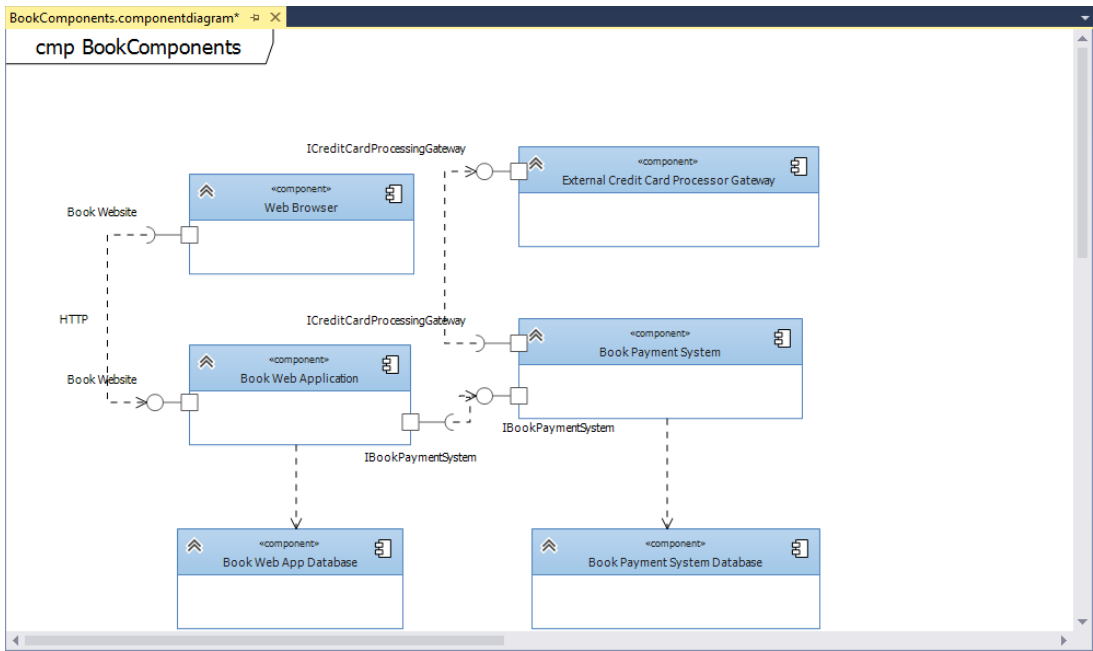 BookComponents.componentdiagram*
cmp BookComponents
ICreditCardProcessingGateway
«component»
External Credit Card Processor Gateway
«component»
Web Browser
Book Website
HTTP
ICreditCardProcessingGateway
«component»
Book Payment System
«component»
Book Web Application
Book Website
IBookPaymentSystem
IBookPaymentSystem
«component»
Book Web App Database
«component»
Book Payment System Database